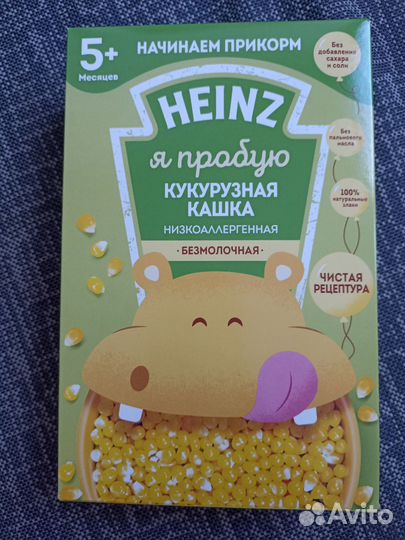 5+
Месяцев
НАЧИНАЕМ ПРИКОРМ
Без
добавления
сахара
и соли
HEINZ
я пробую
Без
пальмового
масла
КУКУРУЗНАЯ
КАШКА
НИЗКОАЛЛЕРГЕННАЯ
• БЕЗМОЛОЧНАЯ •
100%
натуральные
злаки
ЧИСТАЯ
РЕЦЕПТУРА
Avito